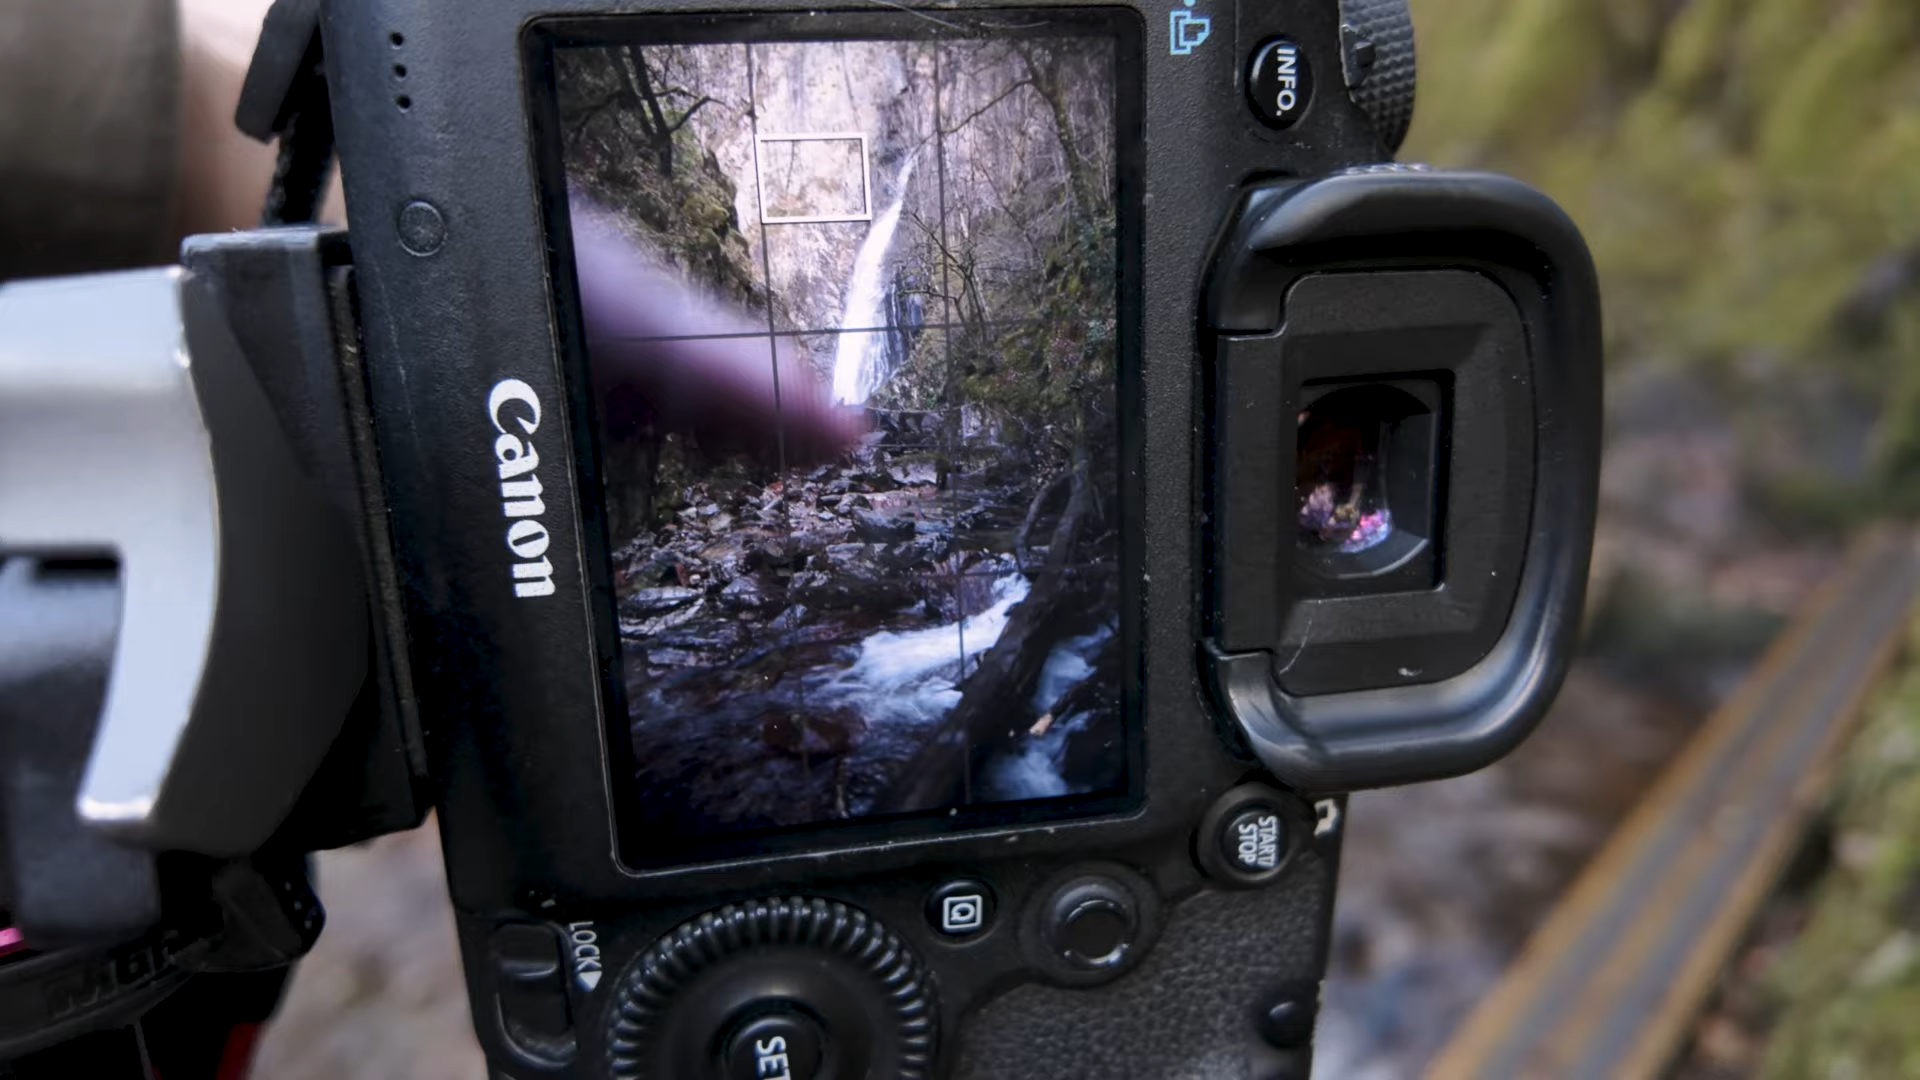 INFO.
Canon
START/
STOP
Q
LOCK
SET